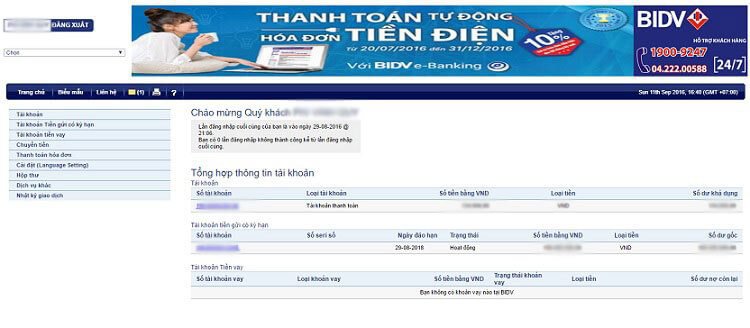 ĐĂNG XUẤT
Chọn
THANH TOÁN TỰ ĐỘNG
HÓA ĐƠN TIỀN ĐIỆN
Từ 20/07/2016 đến 31/12/2016
Với BIDV e-Banking
10%
BIDV
HỖ TRỢ KHÁCH HÀNG
1900-9247
04.222.00588
[24/7]
Trang chủ | Biểu mẫu | Liên hệ | (1) | | ?
Sun 11th Sep 2016, 16:40 (GMT +07:00)
Tài khoản
Tài khoản Tiền gửi có kỳ hạn
Tài khoản tiền vay
Chuyển tiền
Thanh toán hóa đơn
Cài đặt (Language Setting)
Hộp thư
Dịch vụ khác
Nhật ký giao dịch
Chào mừng Quý khách
Lần đăng nhập cuối cùng của bạn là vào ngày 29-08-2016 @
21:06.
Bạn có 0 lần đăng nhập không thành công kể từ lần đăng nhập
cuối cùng.
Tổng hợp thông tin tài khoản
Tài khoản
Số tài khoản Loại tài khoản Số tiền bằng VND Loại tiền Số dư khả dụng
Tài khoản thanh toán VND
Tài khoản tiền gửi có kỳ hạn
Số tài khoản Số seri sổ Ngày đáo hạn Trạng thái Số tiền bằng VND Loại tiền Số dư gốc
29-08-2018 Hoạt động VND
Tài khoản Tiền vay
Số tài khoản vay Loại tài khoản vay Số tiền bằng VND Trạng thái khoản vay Loại tiền Số dư nợ còn lại
Bạn không có khoản vay nào tại BIDV